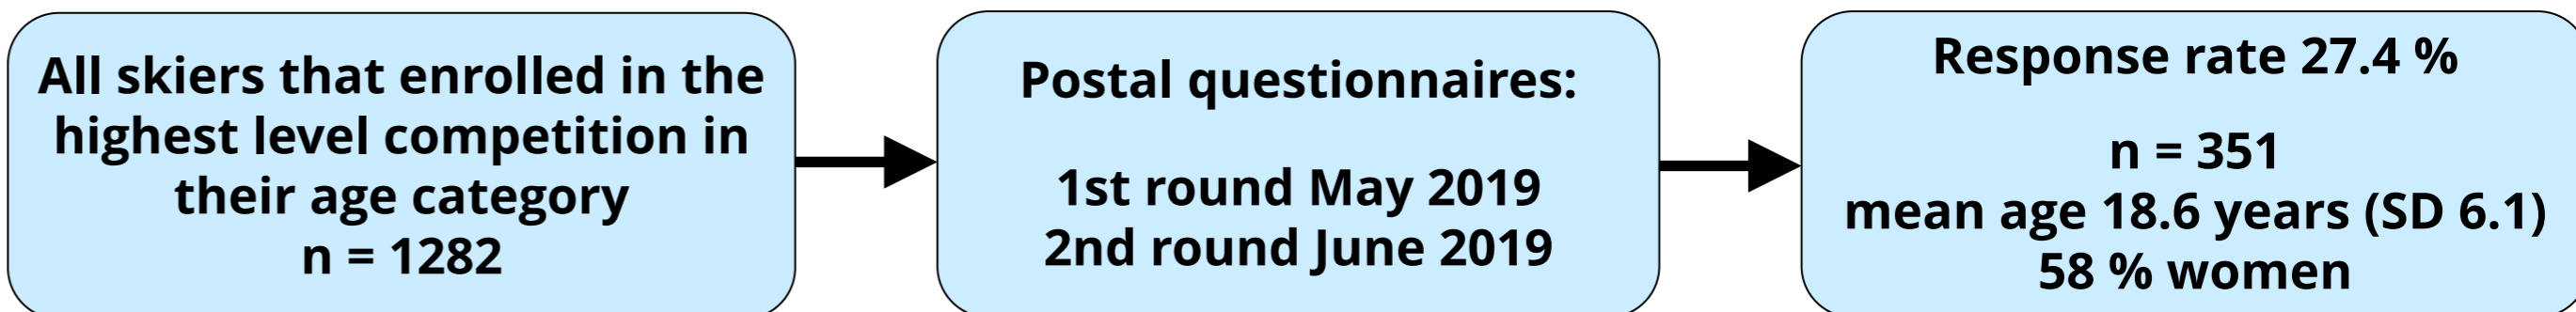 All skiers that enrolled in the
highest level competition in
their age category
n = 1282
Postal questionnaires:
1st round May 2019
2nd round June 2019
Response rate 27.4 %
n = 351
mean age 18.6 years (SD 6.1)
58 % women